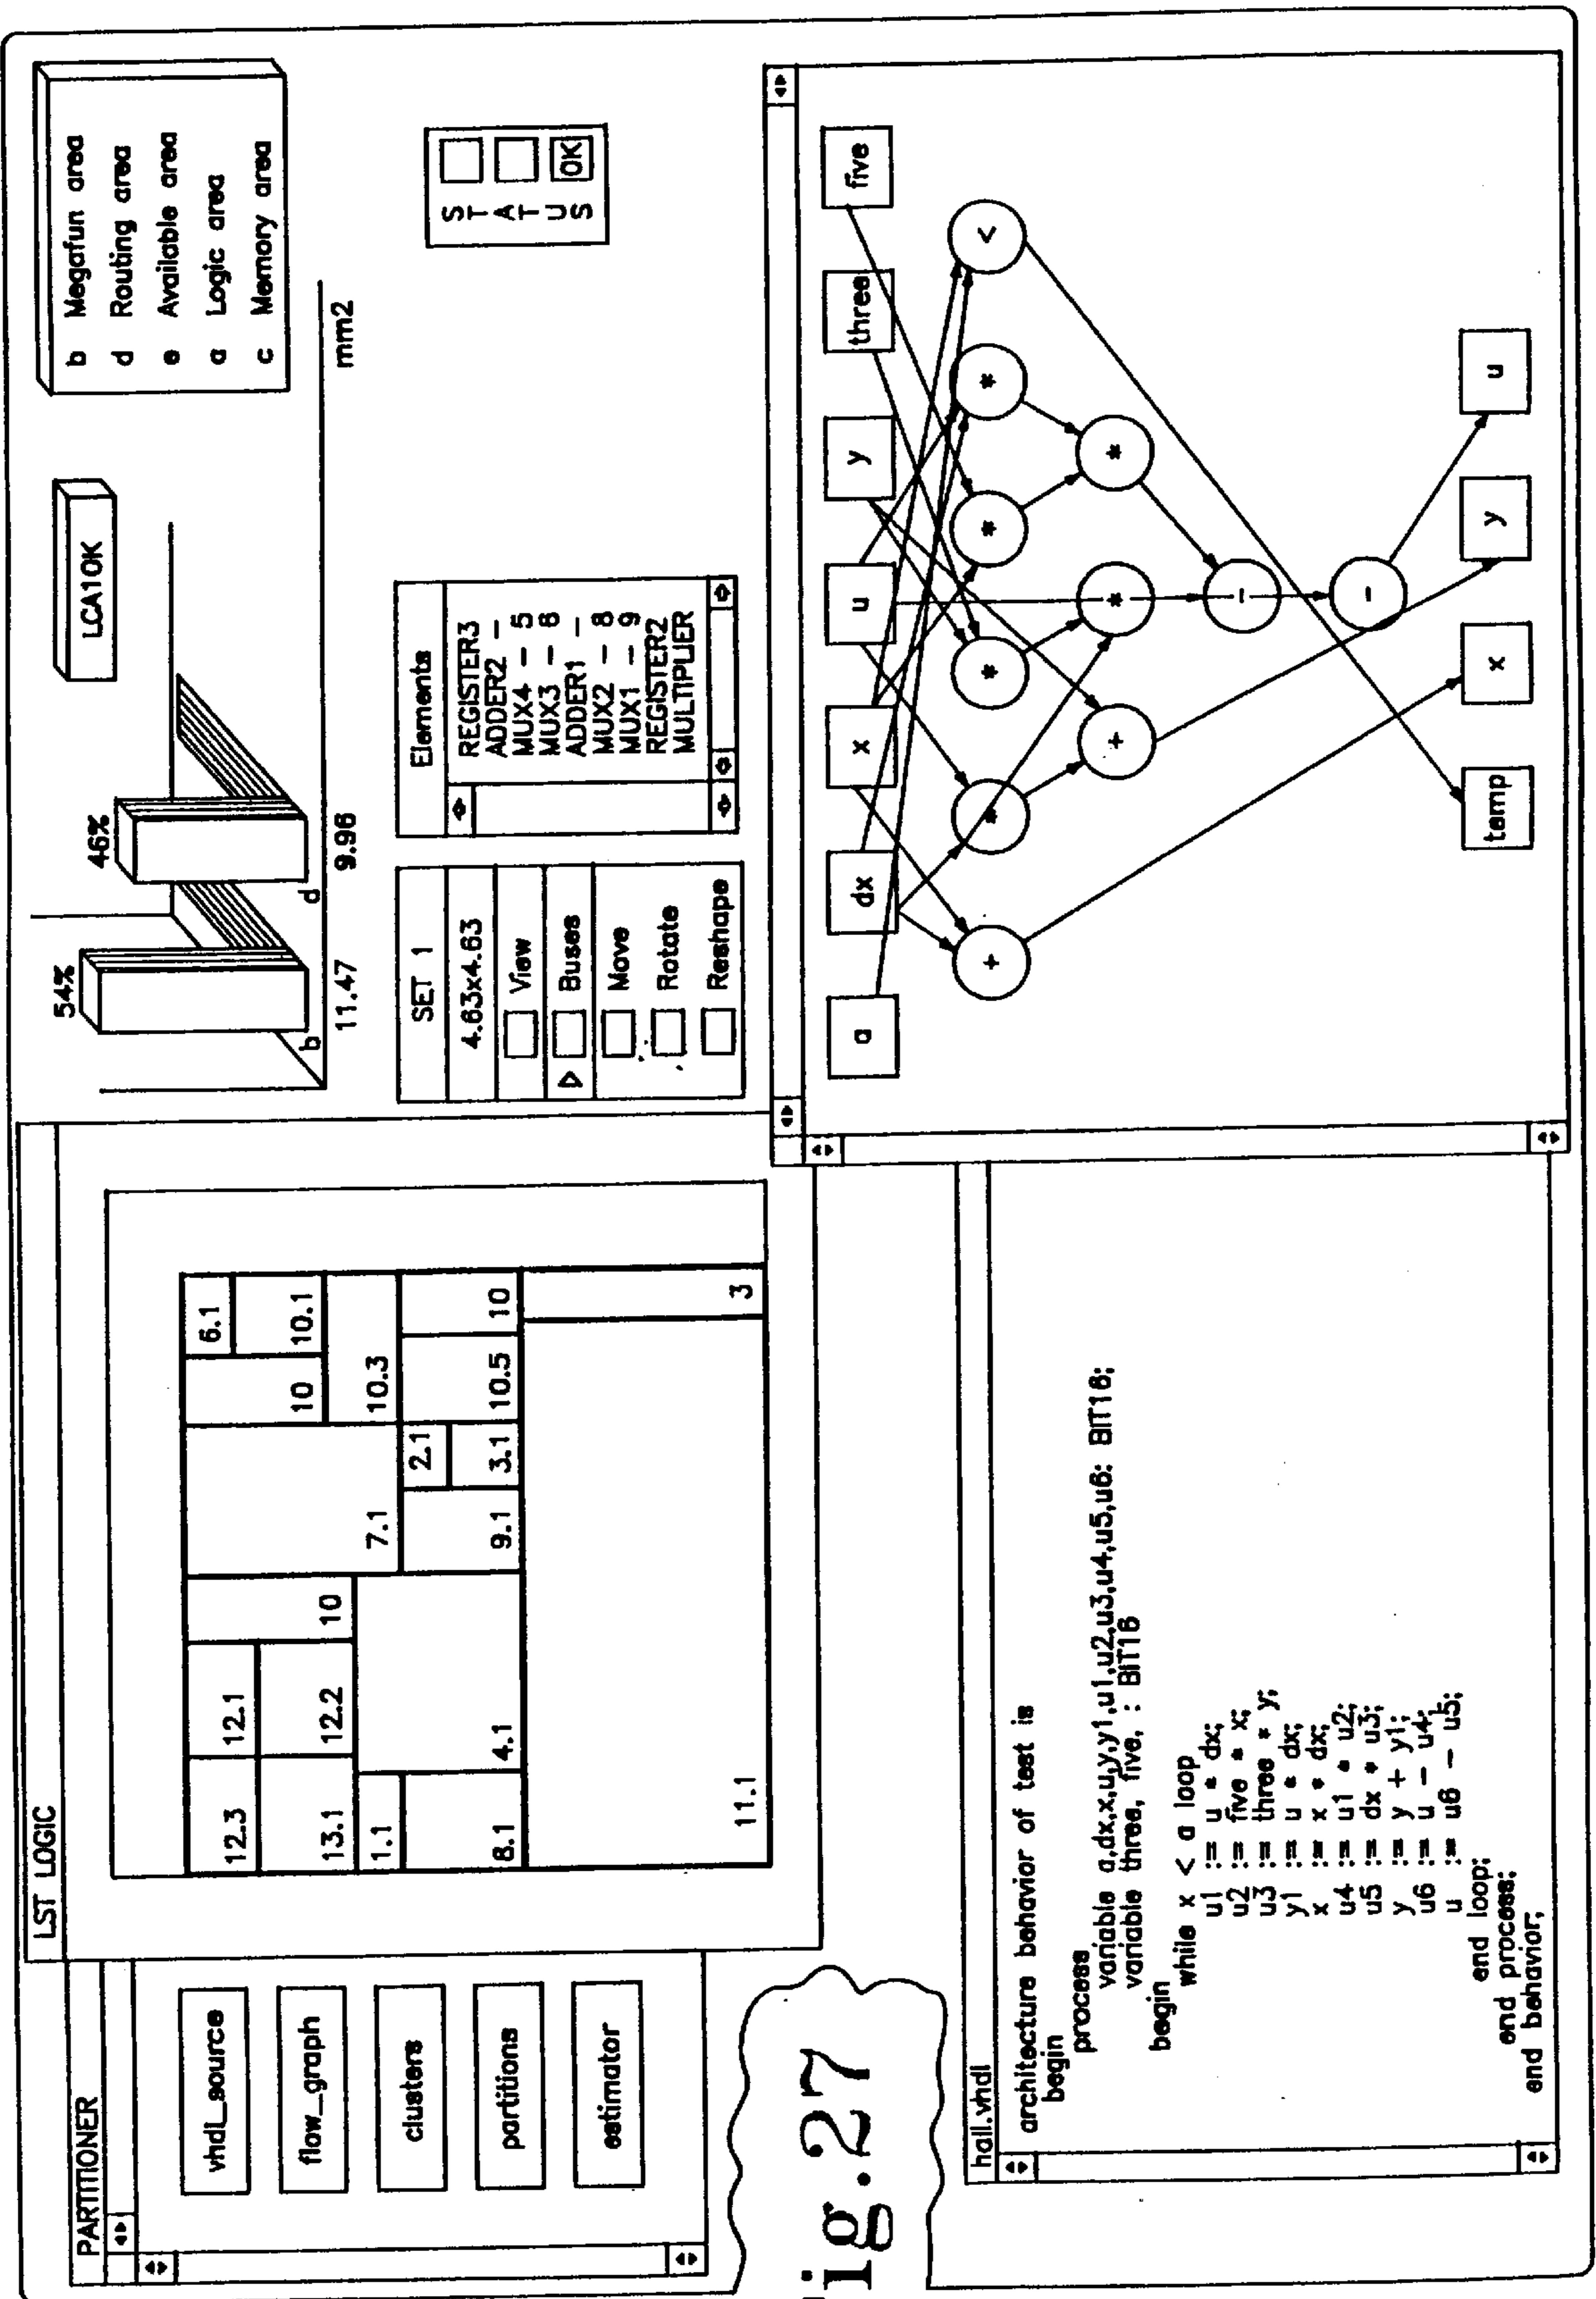 PARTITIONER
vhdl_source
flow_graph
clusters
partitions
estimator
LST LOGIC
12.3
12.1
10
7.1
10
6.1
13.1
12.2
10.1
10.3
1.1
4.1
2.1
8.1
9.1
3.1
10.5
10
11.1
3
54%
46%
LCA10K
b
d
11.47
9.96
mm2
b Megafun area
d Routing area
e Available area
a Logic area
c Memory area
SET 1
4.63x4.63
View
Buses
Move
Rotate
Reshape
Elements
REGISTER3
ADDER2 –
MUX4 – 5
MUX3 – 6
ADDER1 –
MUX2 – 8
MUX1 – 9
REGISTER2
MULTIPLIER
STATUS
OK
ig.27
hall.vhdl
architecture behavior of test is
begin
process
variable a,dx,x,u,y,y1,u1,u2,u3,u4,u5,u6: BIT16;
variable three, five, : BIT16
begin
while x < a loop
u1 := u * dx;
u2 := five * x;
u3 := three * y;
y1 := u * dx;
x := x * dx;
u4 := u1 * u2;
u5 := dx * u3;
y := y + y1;
u6 := u – u4;
u := u6 – u5;
end loop;
end process;
end behavior;
a
dx
x
u
y
three
five
+
*
*
*
*
<
+
*
*
–
–
temp
x
y
u